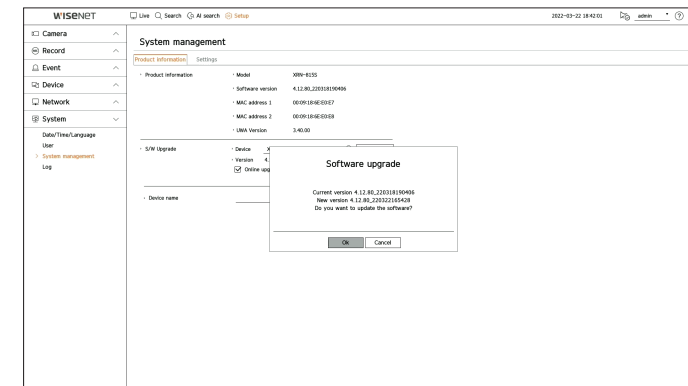 WISENET
Live Search AI search Setup 2022-03-22 18:42:01 admin
Camera
Record
Event
Device
Network
System
Date/Time/Language
User
System management
Log
System management
Product information Settings
Product information
Model XRN-815S
Software version 4.12.80_220318190406
MAC address 1 00:09:18:6E:E0:E7
MAC address 2 00:09:18:6E:E0:E8
UWA Version 3.40.00
S/W Upgrade
Device X
Version 4.
Online upg
Device name
Software upgrade
Current version 4.12.80_220318190406
New version 4.12.80_220322165428
Do you want to update the software?
Ok Cancel